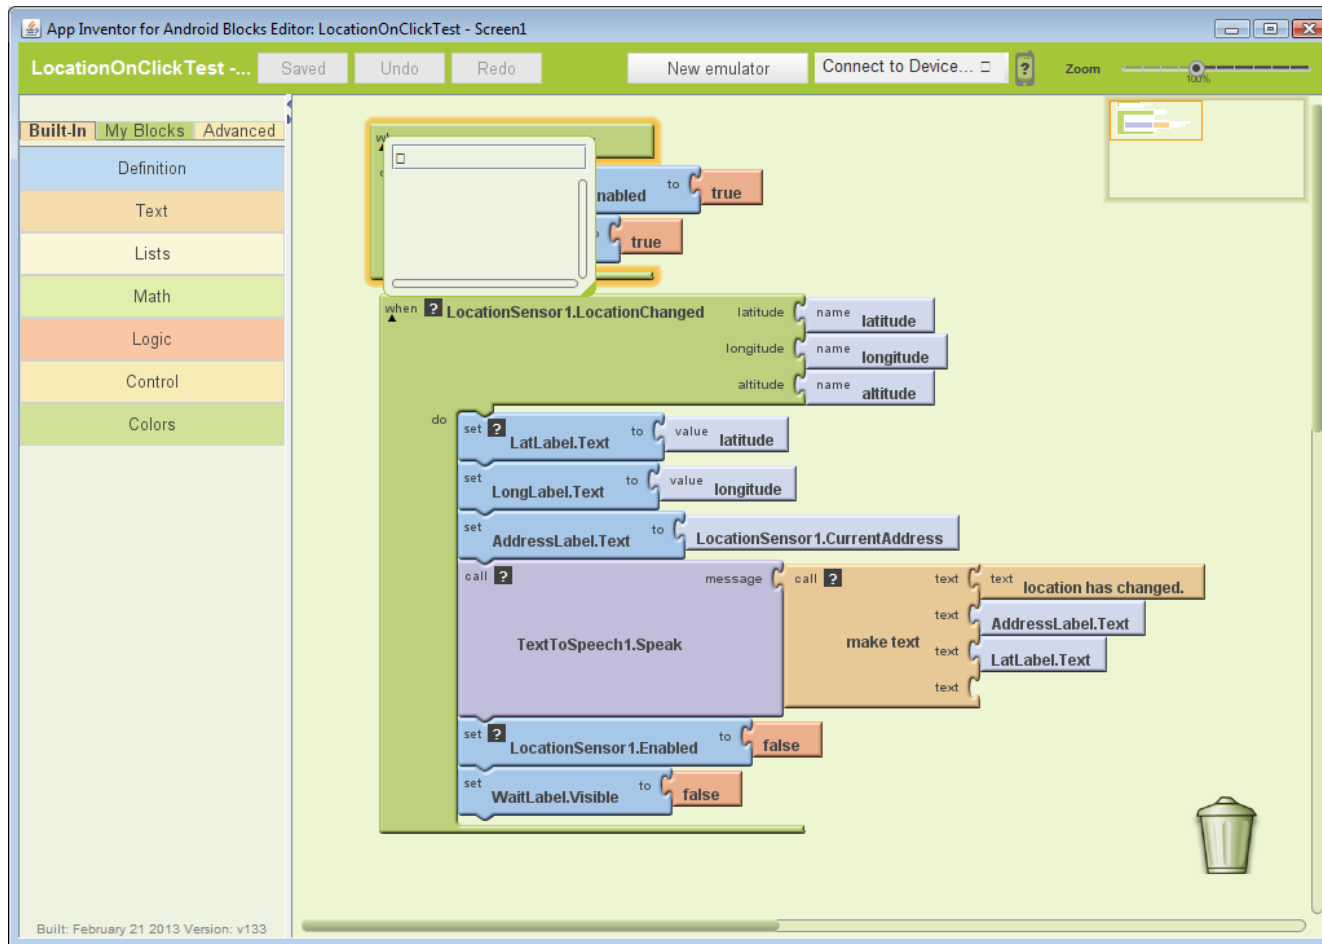 App Inventor for Android Blocks Editor: LocationOnClickTest - Screen1
LocationOnClickTest -... Saved Undo Redo New emulator Connect to Device... Zoom 100%
Built-In My Blocks Advanced
Definition
Text
Lists
Math
Logic
Control
Colors
Built: February 21 2013 Version: v133
nabled to true
true
when ? LocationSensor1.LocationChanged latitude name latitude
longitude name longitude
altitude name altitude
do
set ? LatLabel.Text to value latitude
set LongLabel.Text to value longitude
set AddressLabel.Text to LocationSensor1.CurrentAddress
call ? TextToSpeech1.Speak message call ? make text text text location has changed.
text AddressLabel.Text
text LatLabel.Text
text
set ? LocationSensor1.Enabled to false
set WaitLabel.Visible to false